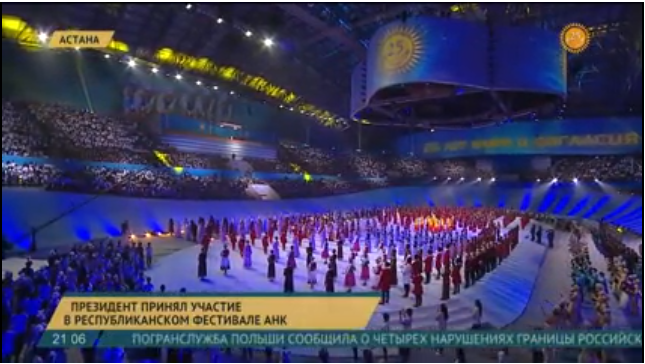 АСТАНА
25
25 ЛЕТ МИРА И СОГЛАСИЯ
ПРЕЗИДЕНТ ПРИНЯЛ УЧАСТИЕ
В РЕСПУБЛИКАНСКОМ ФЕСТИВАЛЕ АНК
21 06 ПОГРАНСЛУЖБА ПОЛЬШИ СООБЩИЛА О ЧЕТЫРЕХ НАРУШЕНИЯХ ГРАНИЦЫ РОССИЙСК